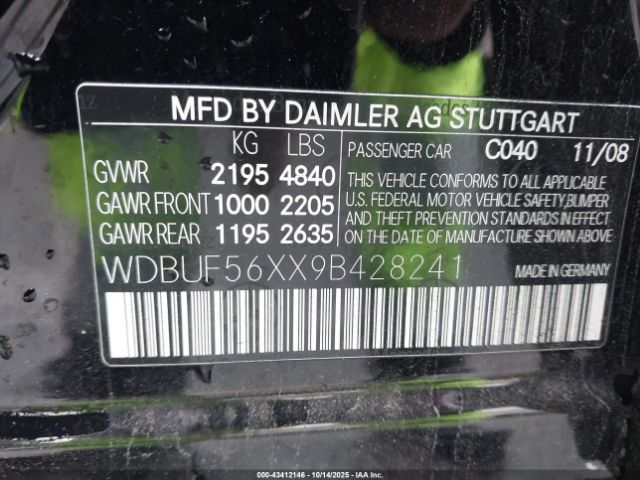 MFD BY DAIMLER AG STUTTGART
KG LBS
GVWR 2195 4840
GAWR FRONT 1000 2205
GAWR REAR 1195 2635
PASSENGER CAR C040 11/08
THIS VEHICLE CONFORMS TO ALL APPLICABLE
U.S. FEDERAL MOTOR VEHICLE SAFETY,BUMPER
AND THEFT PREVENTION STANDARDS IN EFFECT
ON THE DATE OF MANUFACTURE SHOWN ABOVE
WDBUF56XX9B428241
MADE IN GERMANY
000-43412146 - 10/14/2025 - IAAI.COM